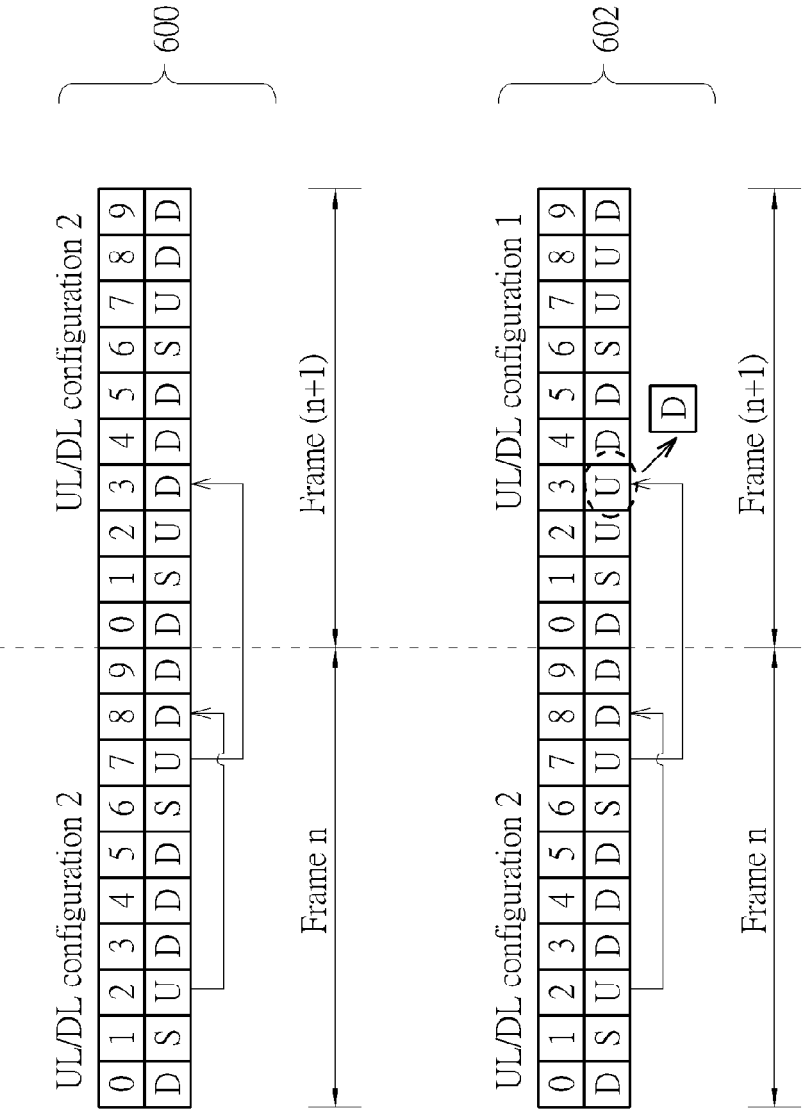 UL/DL configuration 2 UL/DL configuration 2
0 1 2 3 4 5 6 7 8 9 0 1 2 3 4 5 6 7 8 9
D S U D D D S U D D D S U D D D S U D D
Frame n Frame (n+1)
600
UL/DL configuration 2 UL/DL configuration 1
0 1 2 3 4 5 6 7 8 9 0 1 2 3 4 5 6 7 8 9
D S U D D D S U D D D S U U D D S U U D
D
Frame n Frame (n+1)
602